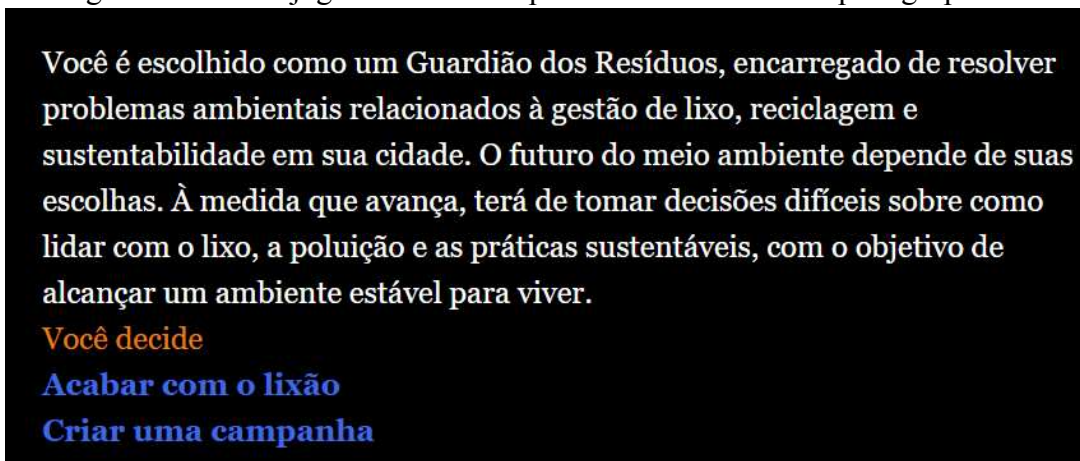 Você é escolhido como um Guardião dos Resíduos, encarregado de resolver
problemas ambientais relacionados à gestão de lixo, reciclagem e
sustentabilidade em sua cidade. O futuro do meio ambiente depende de suas
escolhas. À medida que avança, terá de tomar decisões difíceis sobre como
lidar com o lixo, a poluição e as práticas sustentáveis, com o objetivo de
alcançar um ambiente estável para viver.
Você decide
Acabar com o lixão
Criar uma campanha